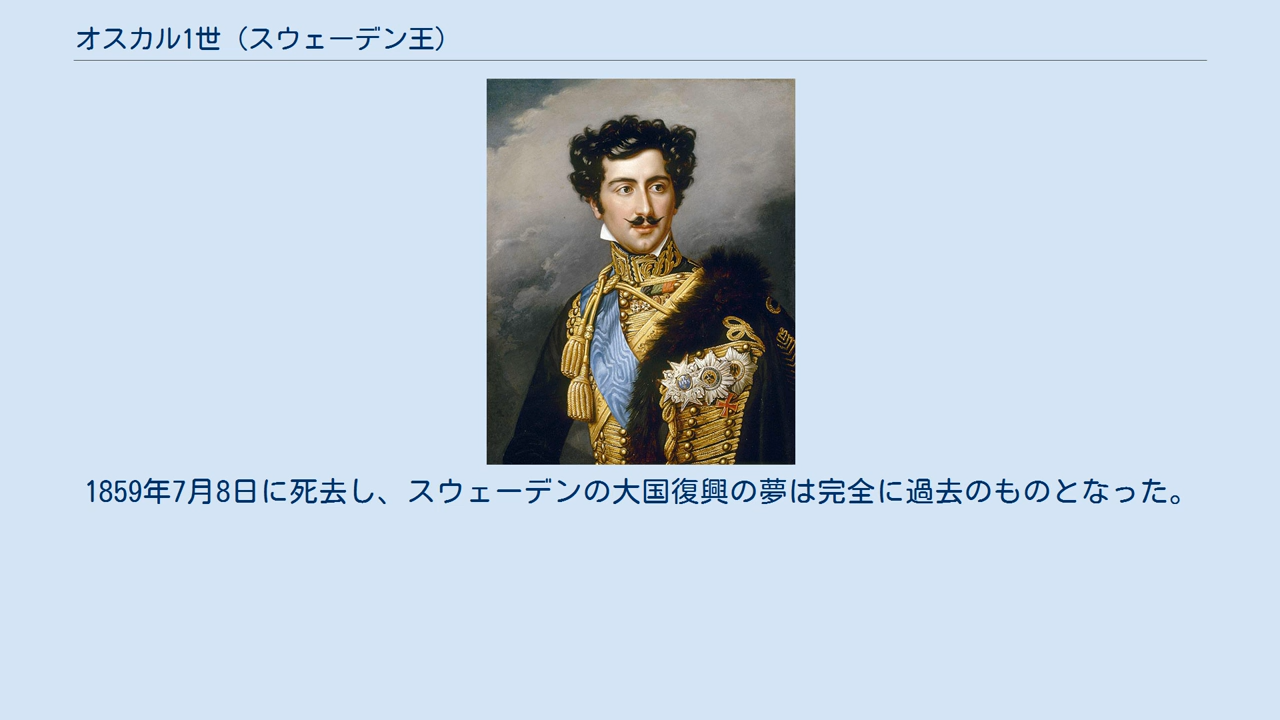 オスカル1世（スウェーデン王）
1859年7月8日に死去し、スウェーデンの大国復興の夢は完全に過去のものとなった。